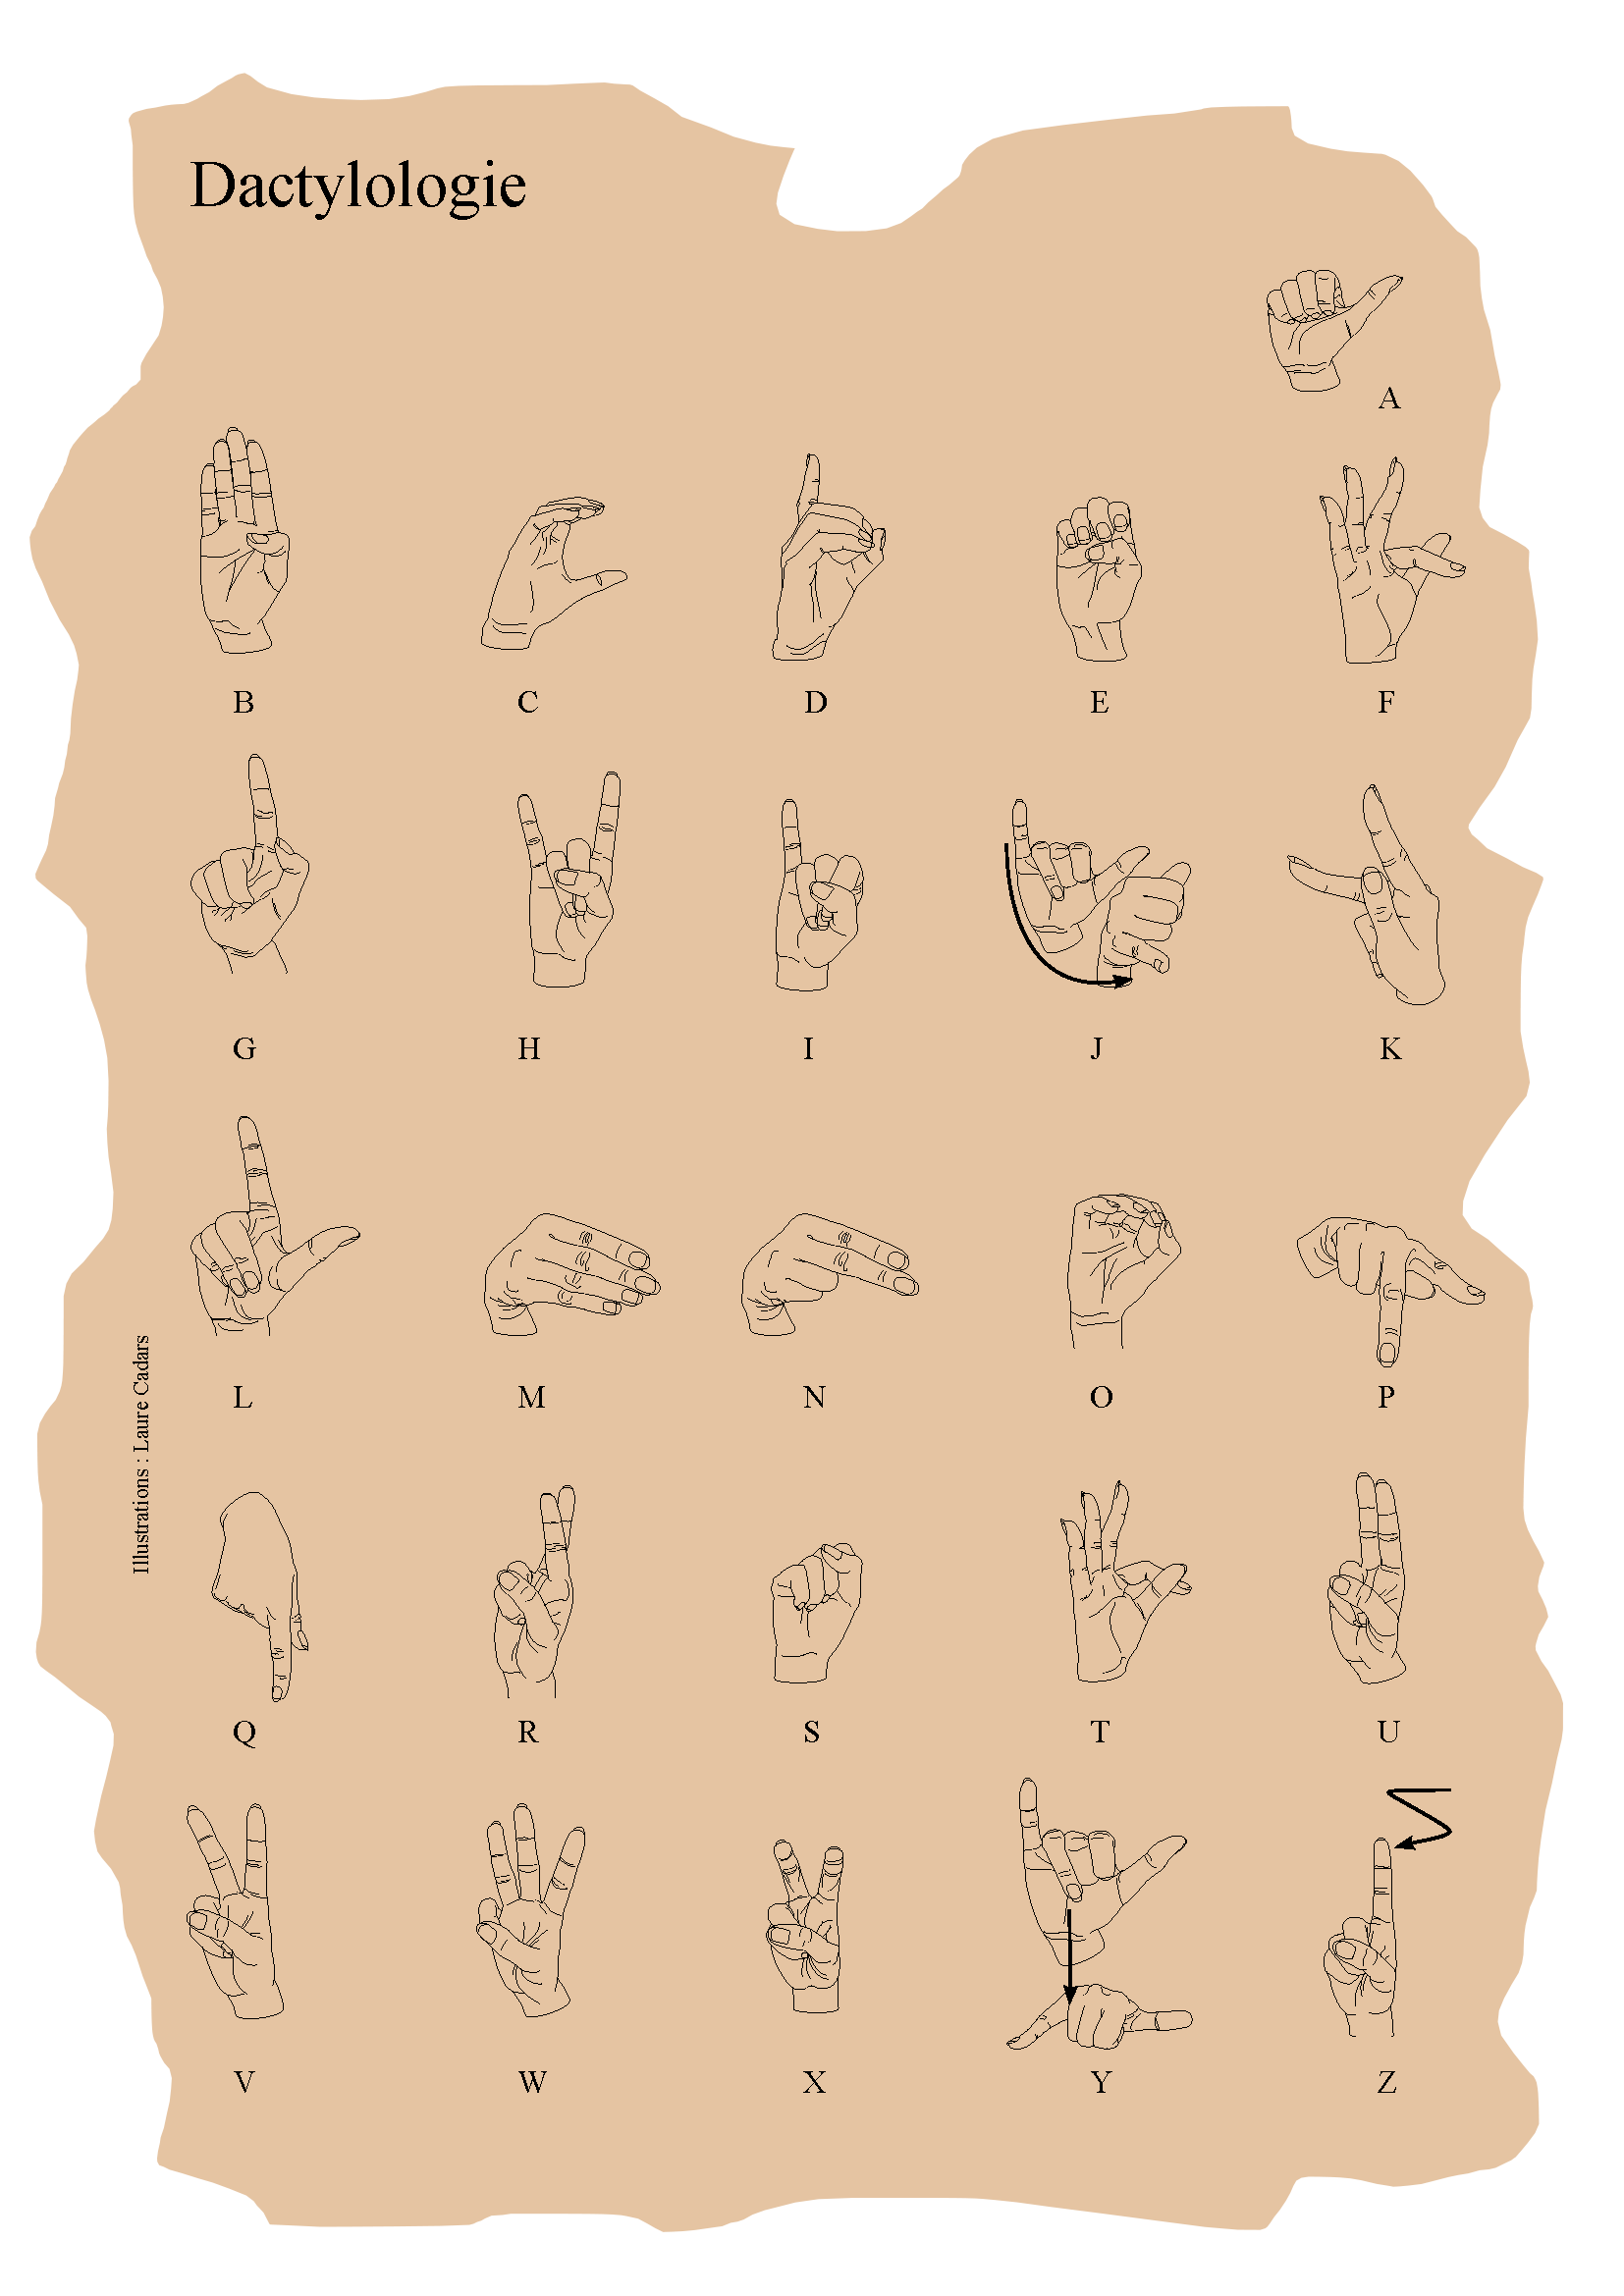 Dactylologie
A
B C D E F
G H I J K
L M N O P
Illustrations : Laure Cadars
Q R S T U
V W X Y Z